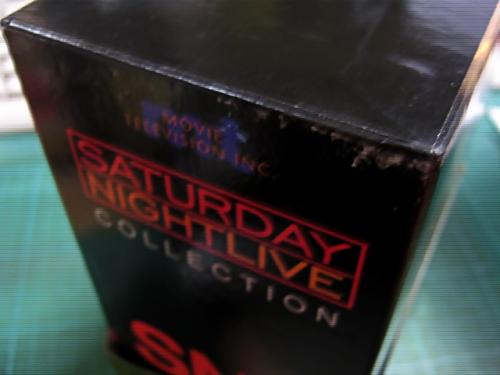 MOVIE
TELEVISION INC.
SATURDAY
NIGHT LIVE
COLLECTION